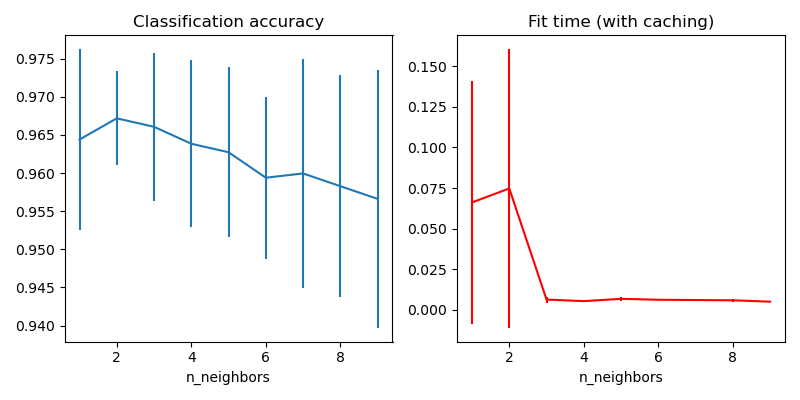 Classification accuracy
0.975
0.970
0.965
0.960
0.955
0.950
0.945
0.940
2 4 6 8
n_neighbors
Fit time (with caching)
0.150
0.125
0.100
0.075
0.050
0.025
0.000
2 4 6 8
n_neighbors